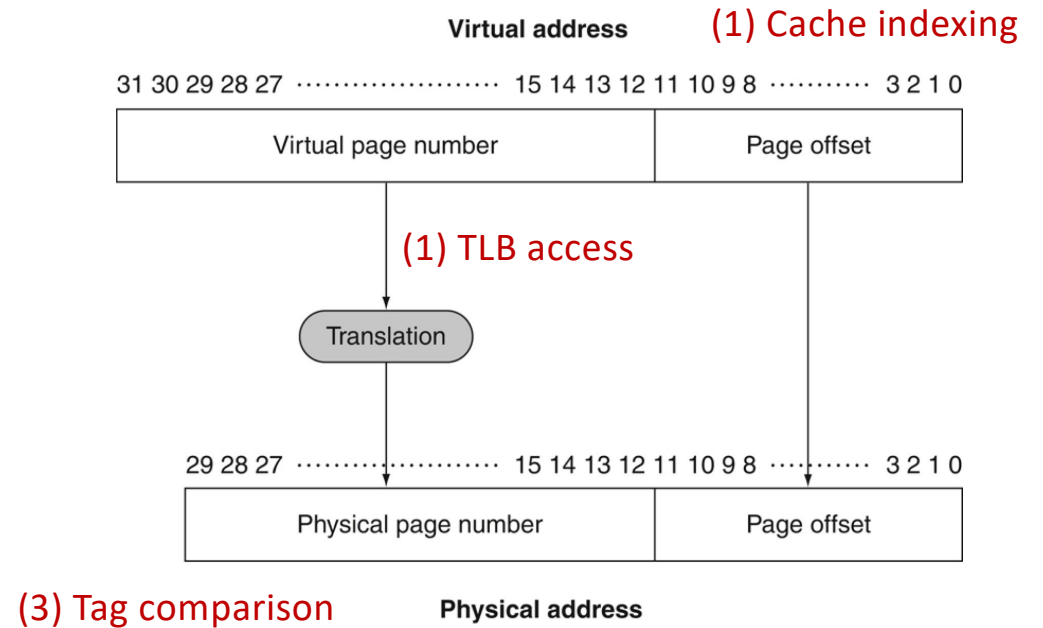 Virtual address (1) Cache indexing
31 30 29 28 27 ...................... 15 14 13 12 11 10 9 8 ........... 3 2 1 0
Virtual page number Page offset
(1) TLB access
Translation
29 28 27 ...................... 15 14 13 12 11 10 9 8 ........... 3 2 1 0
Physical page number Page offset
(3) Tag comparison Physical address